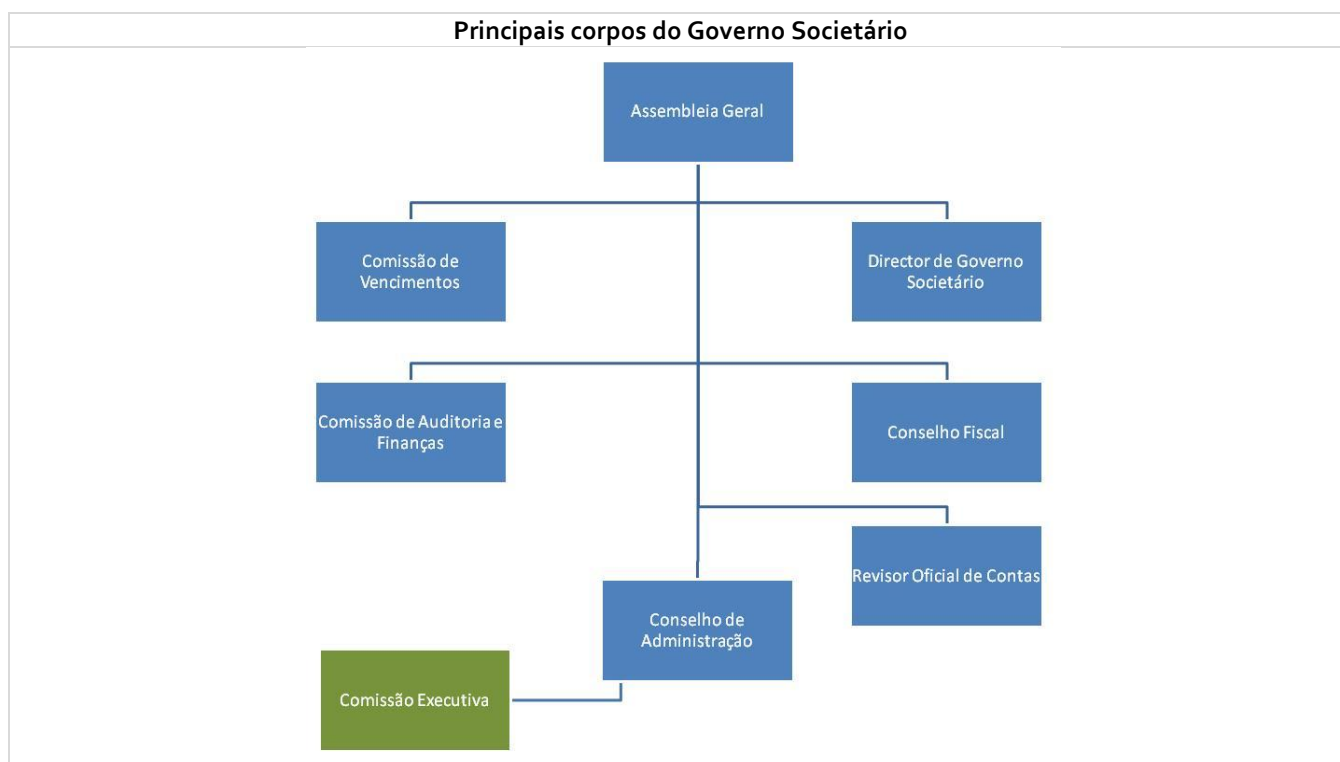 Principais corpos do Governo Societário
Assembleia Geral
Comissão de
Vencimentos
Director de Governo
Societário
Comissão de Auditoria e
Finanças
Conselho Fiscal
Revisor Oficial de Contas
Conselho de
Administração
Comissão Executiva